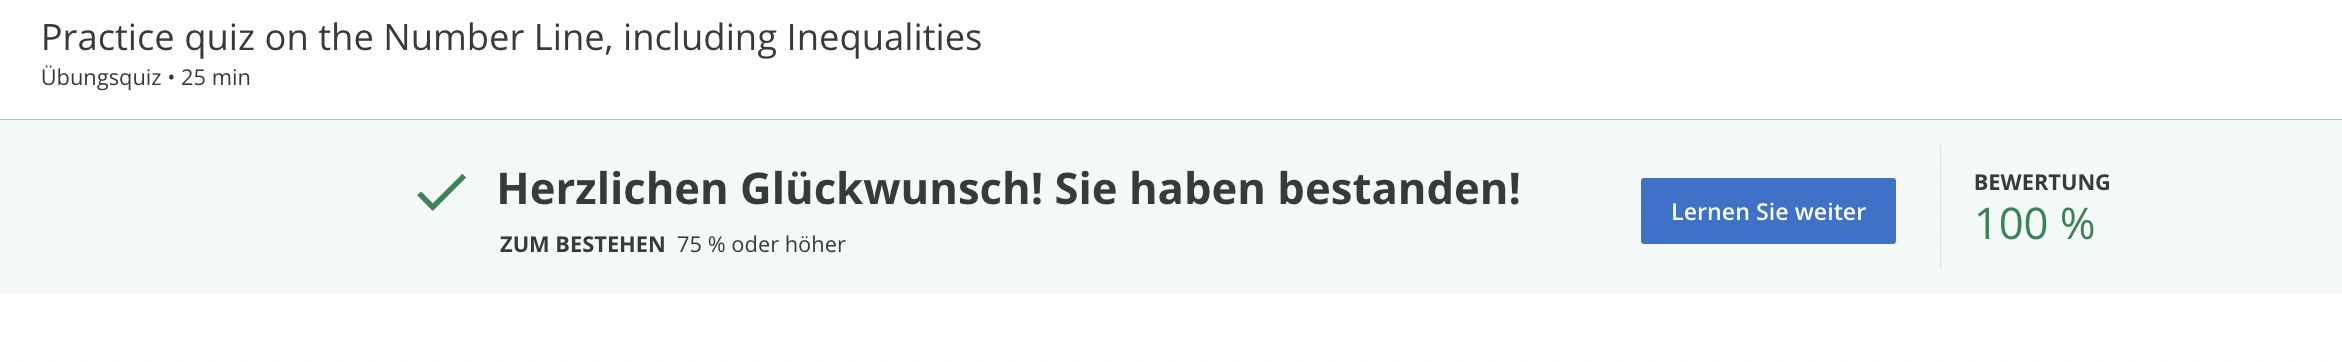 Practice quiz on the Number Line, including Inequalities
Übungsquiz • 25 min
Herzlichen Glückwunsch! Sie haben bestanden!
ZUM BESTEHEN 75 % oder höher
Lernen Sie weiter
BEWERTUNG
100 %